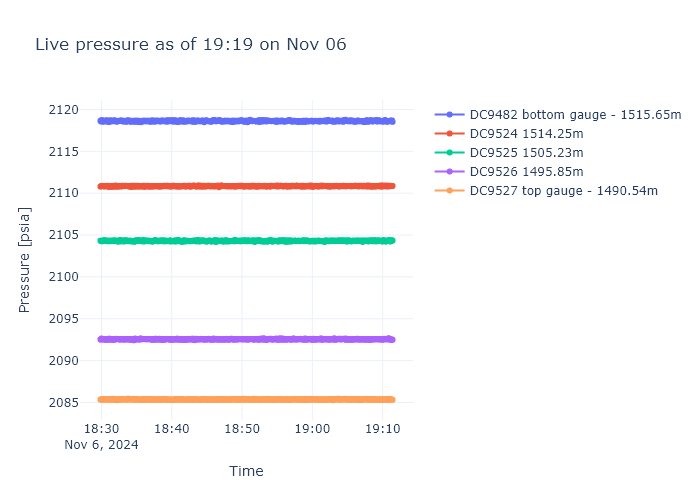 Live pressure as of 19:19 on Nov 06
2120
2115
2110
2105
2100
2095
2090
2085
Pressure [psia]
18:30
18:40
18:50
19:00
19:10
Nov 6, 2024
Time
DC9482 bottom gauge - 1515.65m
DC9524 1514.25m
DC9525 1505.23m
DC9526 1495.85m
DC9527 top gauge - 1490.54m